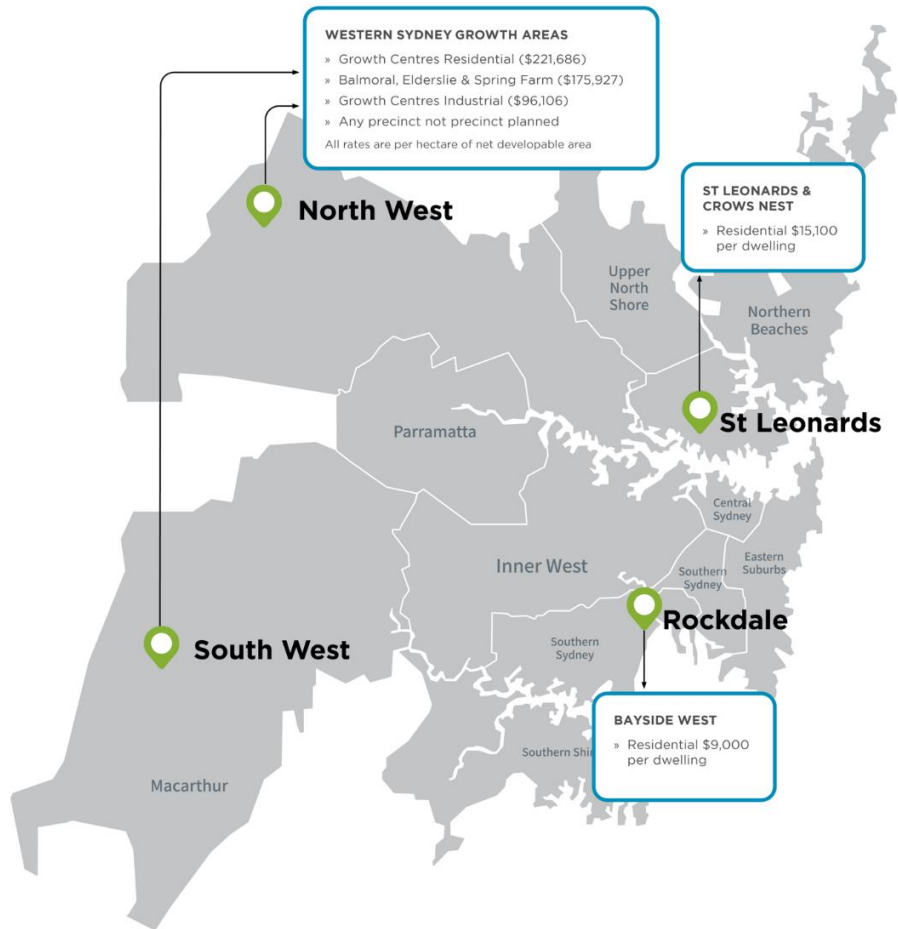 WESTERN SYDNEY GROWTH AREAS
» Growth Centres Residential ($221,686)
» Balmoral, Elderslie & Spring Farm ($175,927)
» Growth Centres Industrial ($96,106)
» Any precinct not precinct planned
All rates are per hectare of net developable area
North West
ST LEONARDS &
CROWS NEST
» Residential $15,100
per dwelling
Upper
North
Shore
Northern
Beaches
St Leonards
Parramatta
Central
Sydney
Inner West
Southern
Sydney
Eastern
Suburbs
Rockdale
South West
Southern
Sydney
BAYSIDE WEST
» Residential $9,000
per dwelling
Southern Shi
Macarthur